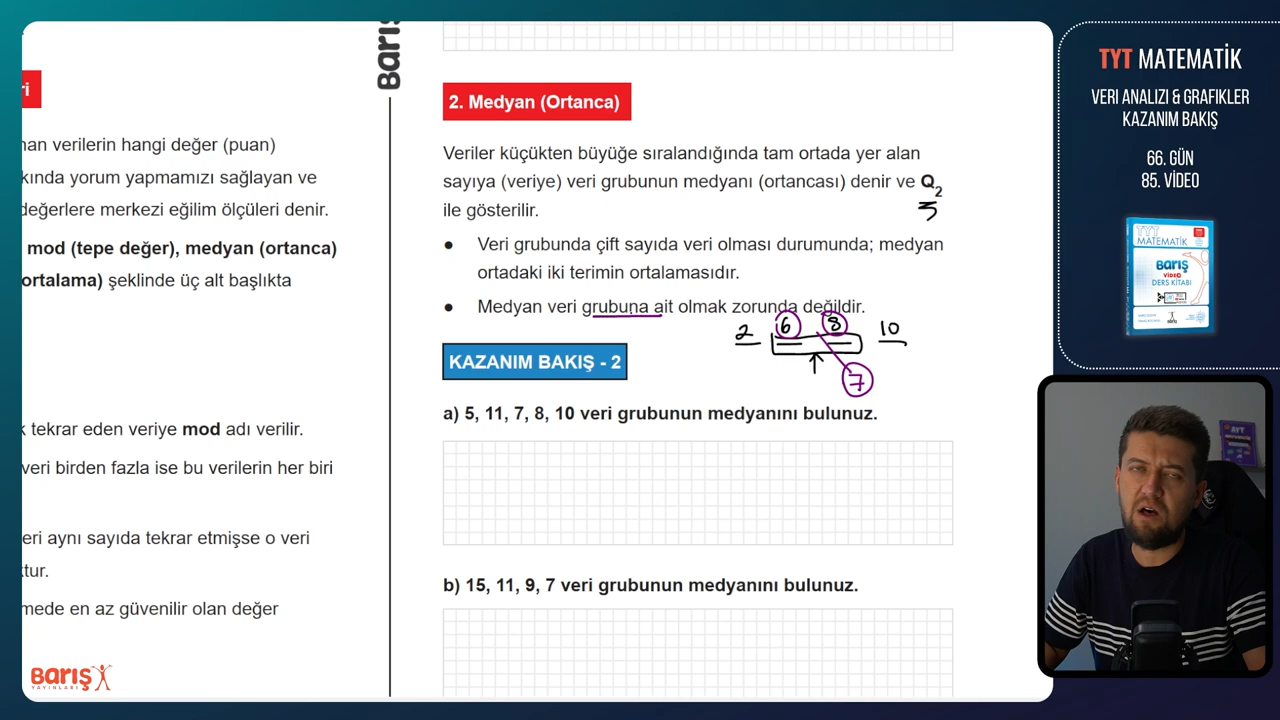 ri
Barış
nan verilerin hangi değer (puan)
kında yorum yapmamızı sağlayan ve
değerlere merkezi eğilim ölçüleri denir.
mod (tepe değer), medyan (ortanca)
ortalama) şeklinde üç alt başlıkta
k tekrar eden veriye mod adı verilir.
veri birden fazla ise bu verilerin her biri
eri aynı sayıda tekrar etmişse o veri
ktur.
mede en az güvenilir olan değer
BARIŞ
YAYINLARI
2. Medyan (Ortanca)
Veriler küçükten büyüğe sıralandığında tam ortada yer alan
sayıya (veriye) veri grubunun medyanı (ortancası) denir ve Q2
ile gösterilir.
● Veri grubunda çift sayıda veri olması durumunda; medyan
ortadaki iki terimin ortalamasıdır.
● Medyan veri grubuna ait olmak zorunda değildir.
2 6 8 10
7
KAZANIM BAKIŞ - 2
a) 5, 11, 7, 8, 10 veri grubunun medyanını bulunuz.
b) 15, 11, 9, 7 veri grubunun medyanını bulunuz.
TYT MATEMATİK
VERI ANALIZI & GRAFIKLER
KAZANIM BAKIŞ
66. GÜN
85. VİDEO
TYT
MATEMATİK
BARIŞ
VİDEO
DERS KİTABI